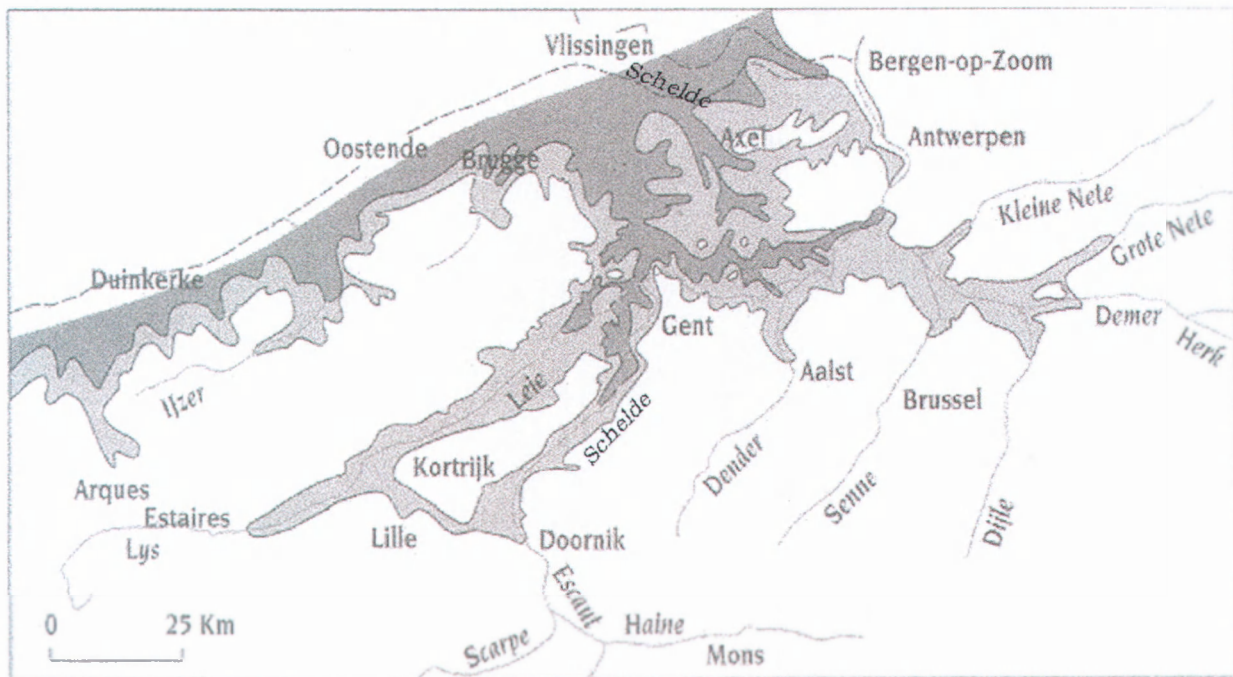 Vlissingen
Schelde
Bergen-op-Zoom
Oostende
Brugge
Axel
Antwerpen
Kleine Nete
Grote Nete
Duinkerke
Gent
Demer
Herk
IJzer
Leie
Aalst
Brussel
Schelde
Kortrijk
Dender
Senne
Dijle
Arques
Estaires
Lys
Lille
Doornik
Escaut
0 25 Km
Scarpe
Haine
Mons